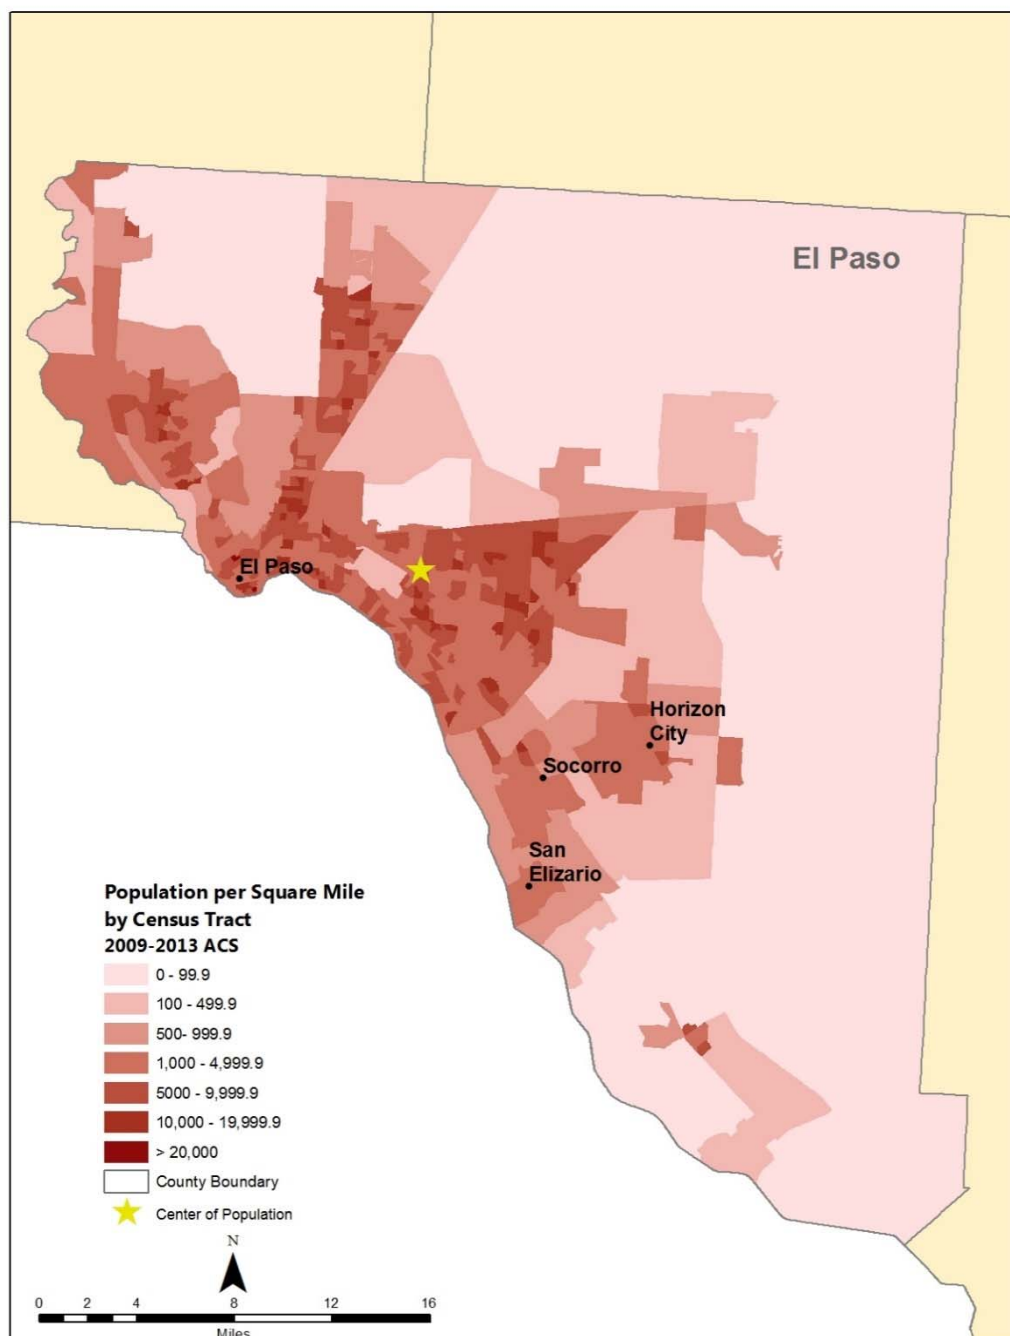 El Paso
El Paso
Horizon
City
Socorro
San
Elizario
Population per Square Mile
by Census Tract
2009-2013 ACS
0 - 99.9
100 - 499.9
500- 999.9
1,000 - 4,999.9
5000 - 9,999.9
10,000 - 19,999.9
> 20,000
County Boundary
Center of Population
N
0 2 4 8 12 16
Miles